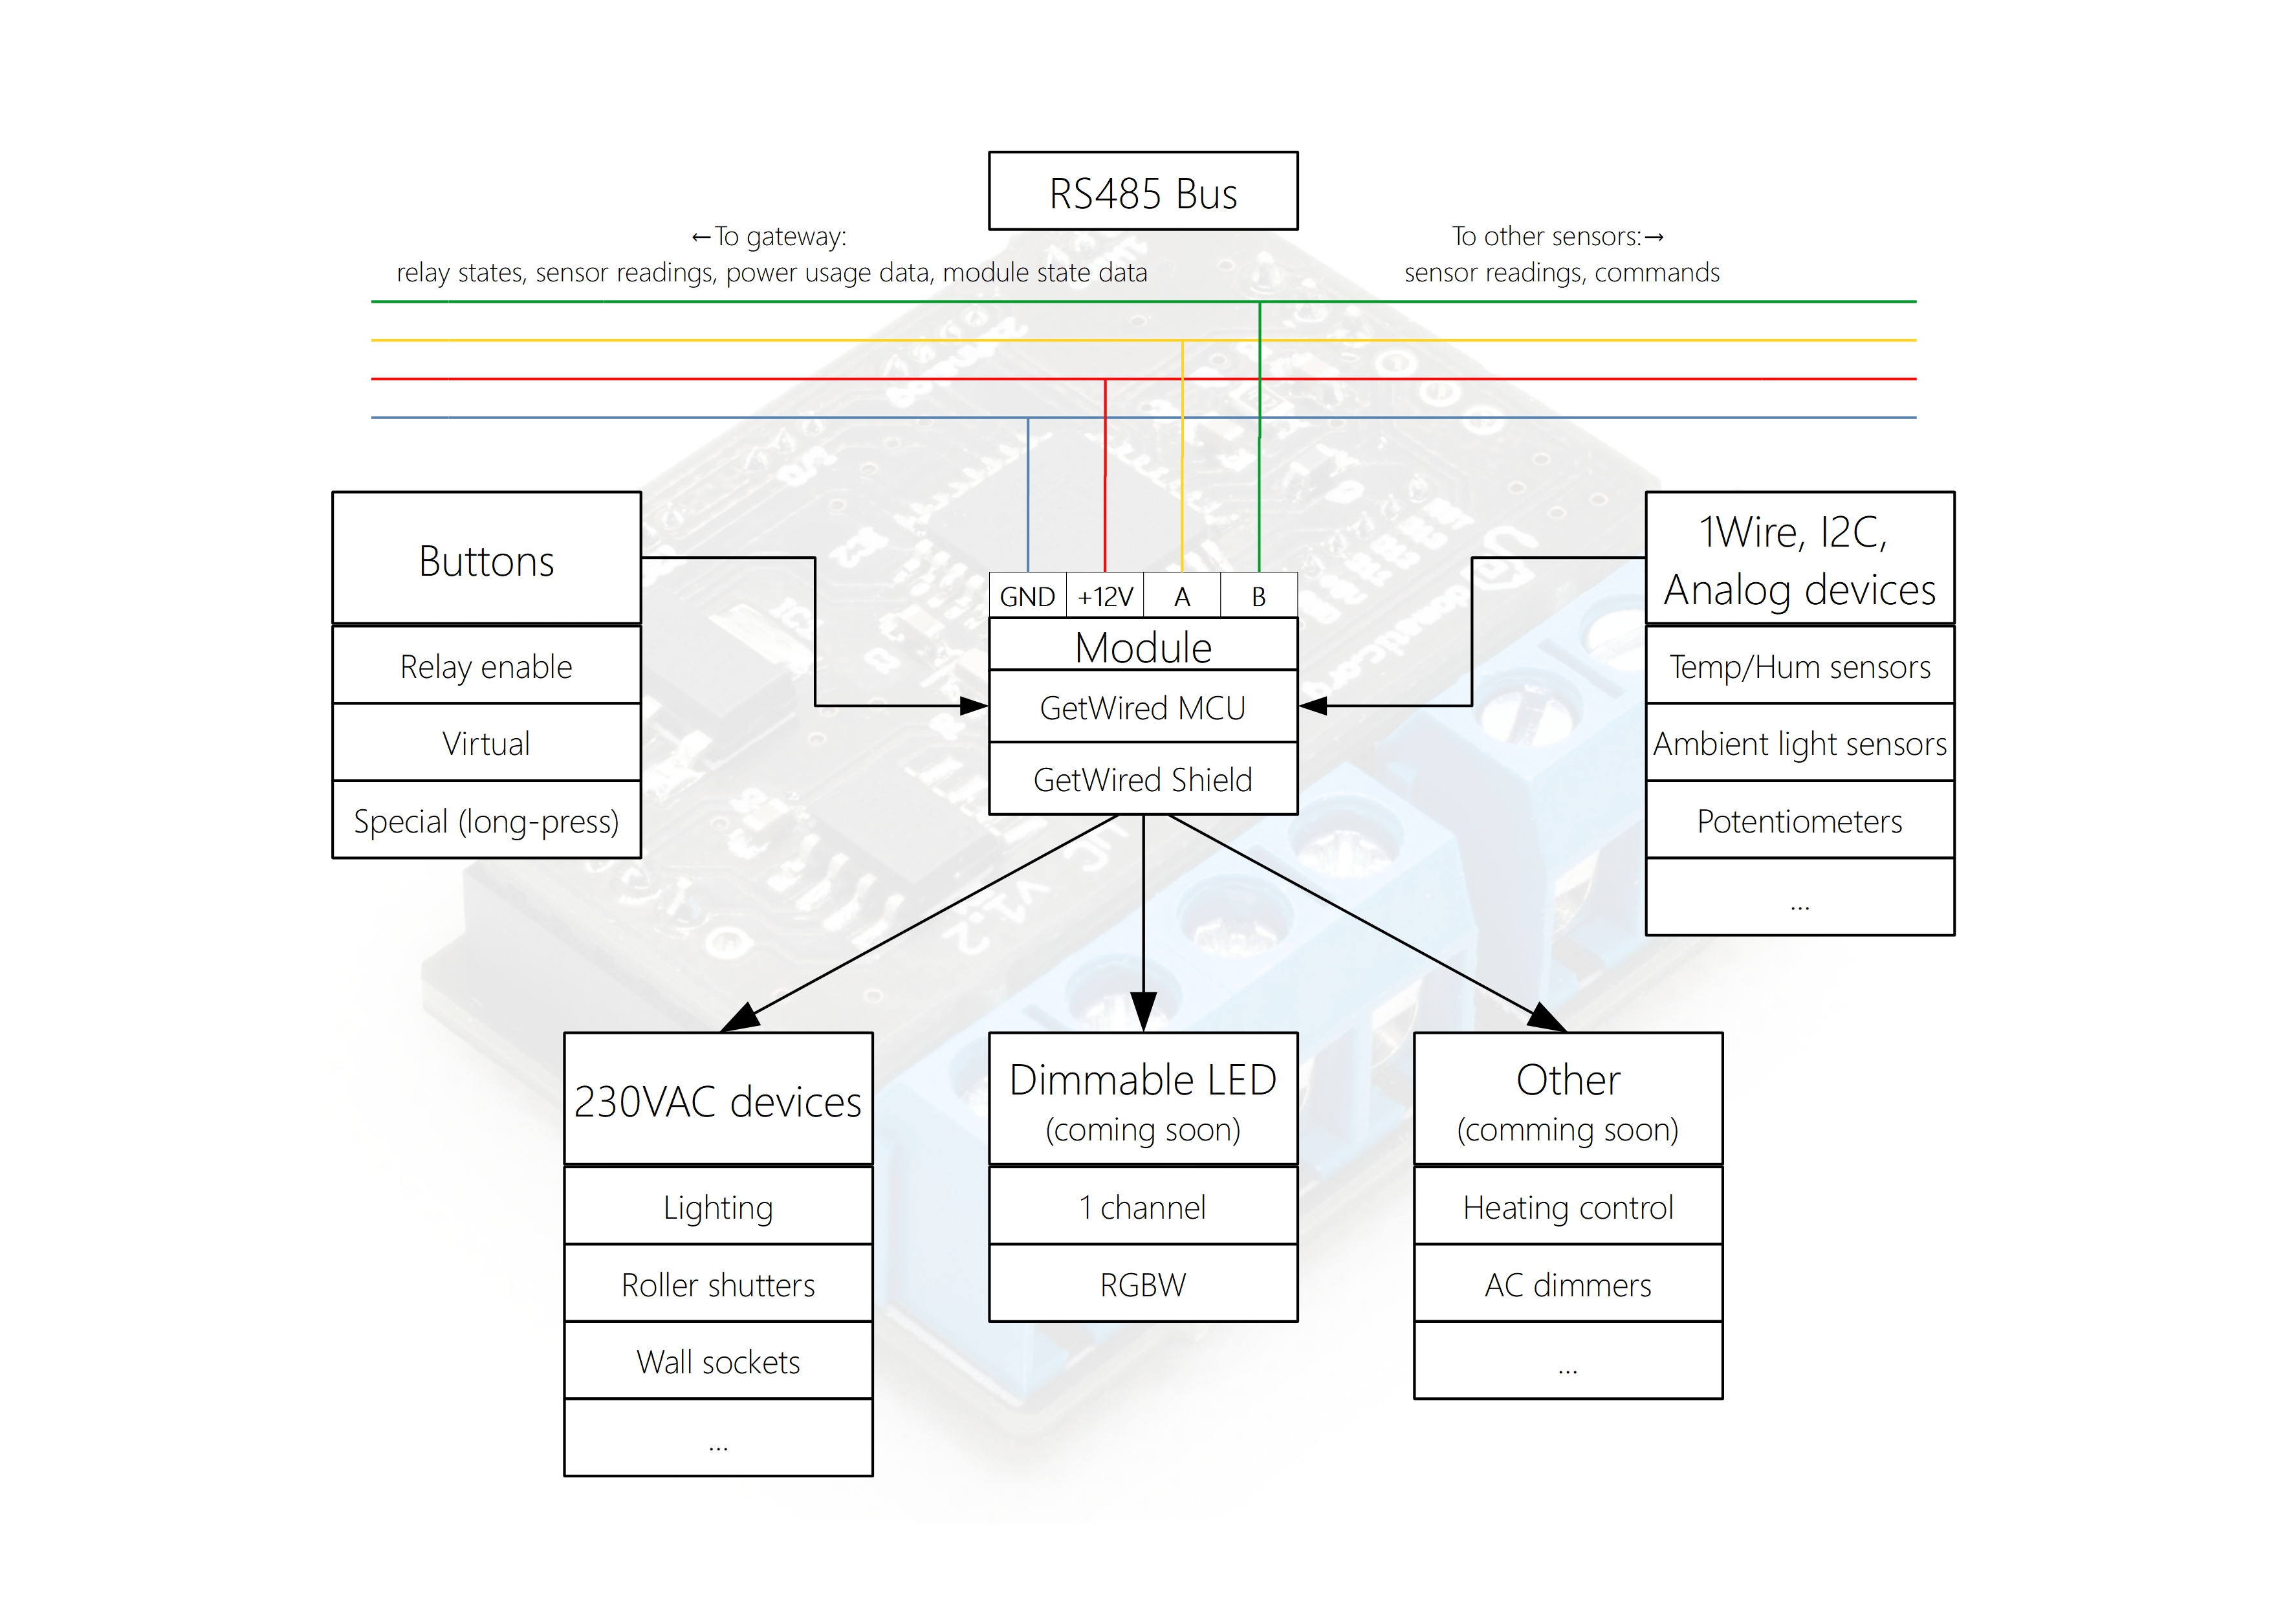 RS485 Bus
←To gateway:
relay states, sensor readings, power usage data, module state data
To other sensors:→
sensor readings, commands
Buttons
Relay enable
Virtual
Special (long-press)
GND +12V A B
Module
GetWired MCU
GetWired Shield
1Wire, I2C,
Analog devices
Temp/Hum sensors
Ambient light sensors
Potentiometers
...
230VAC devices
Lighting
Roller shutters
Wall sockets
...
Dimmable LED
(coming soon)
1 channel
RGBW
Other
(comming soon)
Heating control
AC dimmers
...